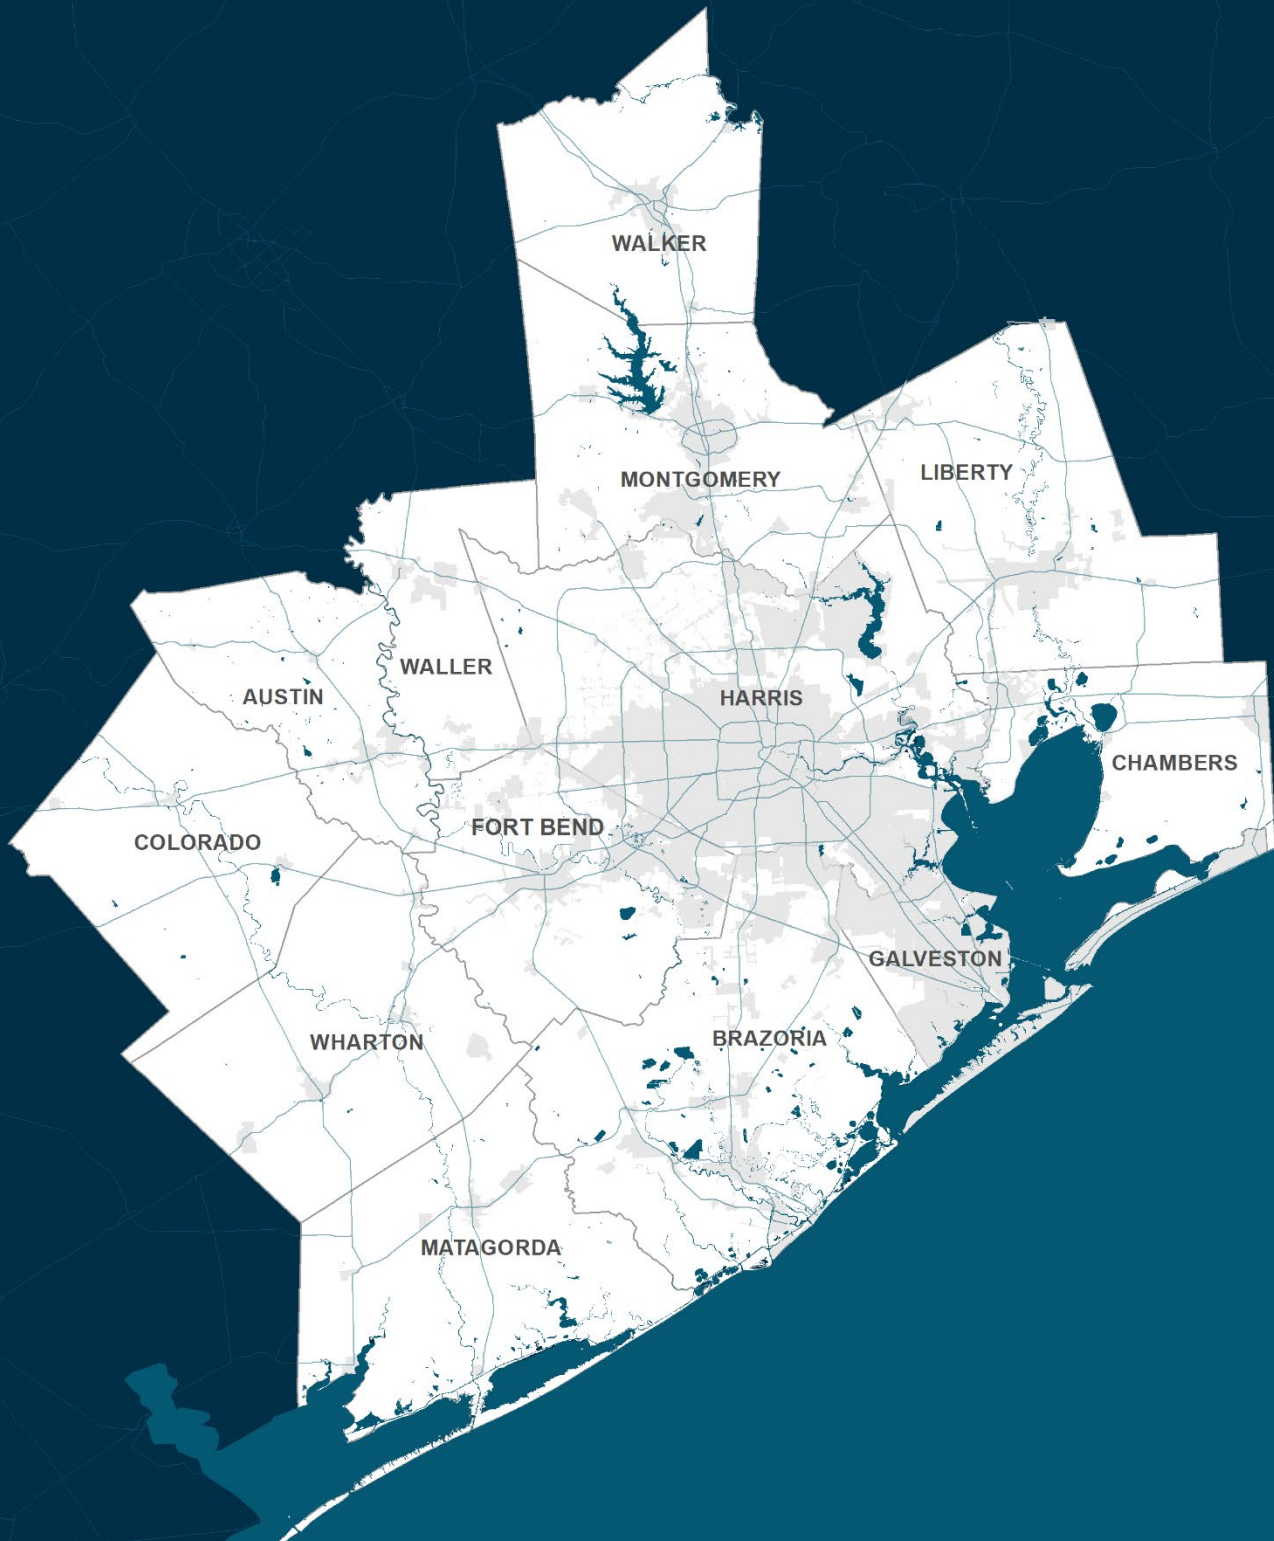 WALKER
MONTGOMERY
LIBERTY
WALLER
AUSTIN
HARRIS
CHAMBERS
FORT BEND
COLORADO
GALVESTON
BRAZORIA
WHARTON
MATAGORDA